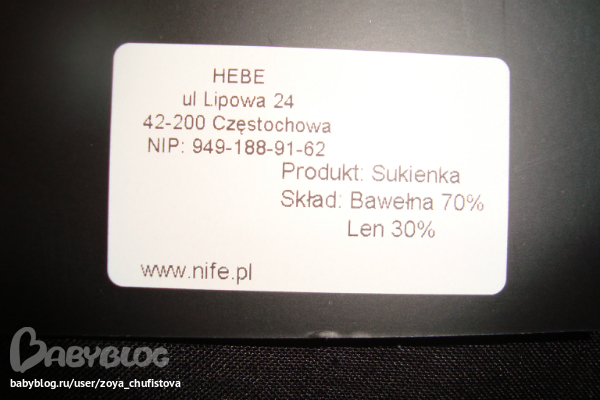 HEBE
ul Lipowa 24
42-200 Częstochowa
NIP: 949-188-91-62
Produkt: Sukienka
Skład: Bawełna 70%
Len 30%
www.nife.pl
BABYBLOG
babyblog.ru/user/zoya_chufistova